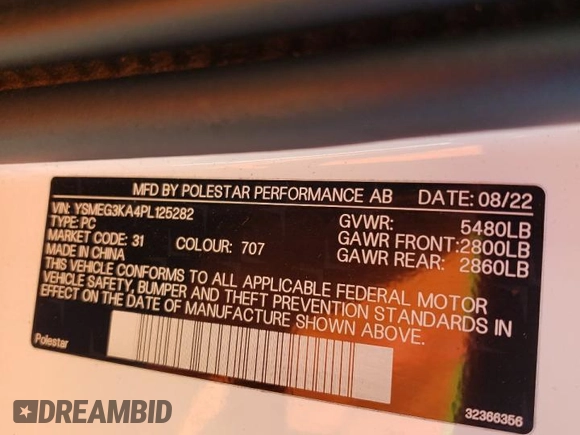 MFD BY POLESTAR PERFORMANCE AB DATE: 08/22
VIN: YSMEG3KA4PL125282 GVWR: 5480LB
TYPE: PC GAWR FRONT: 2800LB
MARKET CODE: 31 COLOUR: 707 GAWR REAR: 2860LB
MADE IN CHINA
THIS VEHICLE CONFORMS TO ALL APPLICABLE FEDERAL MOTOR
VEHICLE SAFETY, BUMPER AND THEFT PREVENTION STANDARDS IN
EFFECT ON THE DATE OF MANUFACTURE SHOWN ABOVE.
Polestar
32366356
DREAMBID